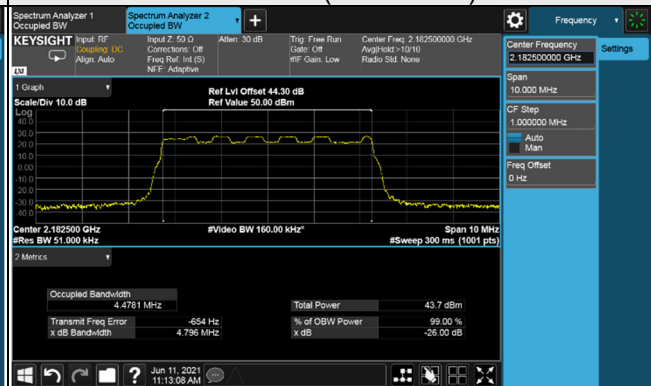 Spectrum Analyzer 1
Occupied BW
Spectrum Analyzer 2
Occupied BW
Frequency
KEYSIGHT
Input: RF
Coupling: DC
Align: Auto
Input Z: 50 Ω
Corrections: Off
Freq Ref: Int (S)
NFE: Adaptive
Atten: 30 dB
Trig: Free Run
Gate: Off
#IF Gain: Low
Center Freq: 2.182500000 GHz
Avg|Hold:>10/10
Radio Std: None
Center Frequency
2.182500000 GHz
Settings
Span
10.000 MHz
CF Step
1.000000 MHz
Auto
Man
Freq Offset
0 Hz
1 Graph
Scale/Div 10.0 dB
Ref Lvl Offset 44.30 dB
Ref Value 50.00 dBm
Log
40.0
30.0
20.0
10.0
0.00
-10.0
-20.0
-30.0
-40.0
Center 2.182500 GHz
#Video BW 160.00 kHz*
Span 10 MHz
#Res BW 51.000 kHz
#Sweep 300 ms (1001 pts)
2 Metrics
Occupied Bandwidth
4.4781 MHz
Total Power 43.7 dBm
Transmit Freq Error -654 Hz
% of OBW Power 99.00 %
x dB Bandwidth 4.796 MHz
x dB -26.00 dB
Jun 11, 2021
11:13:08 AM